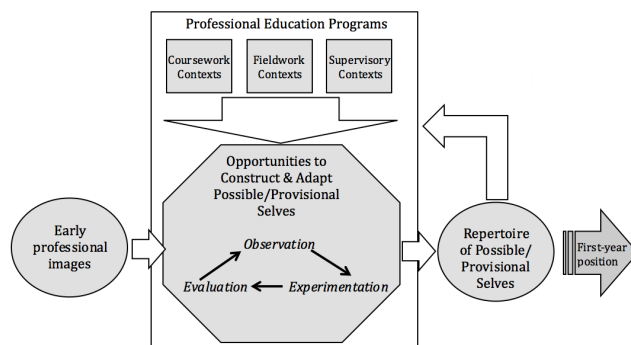 Professional Education Programs
Coursework
Contexts
Fieldwork
Contexts
Supervisory
Contexts
Opportunities to
Construct & Adapt
Possible/Provisional
Selves
Observation
Evaluation
Experimentation
Early
professional
images
Repertoire
of Possible/
Provisional
Selves
First-year
position